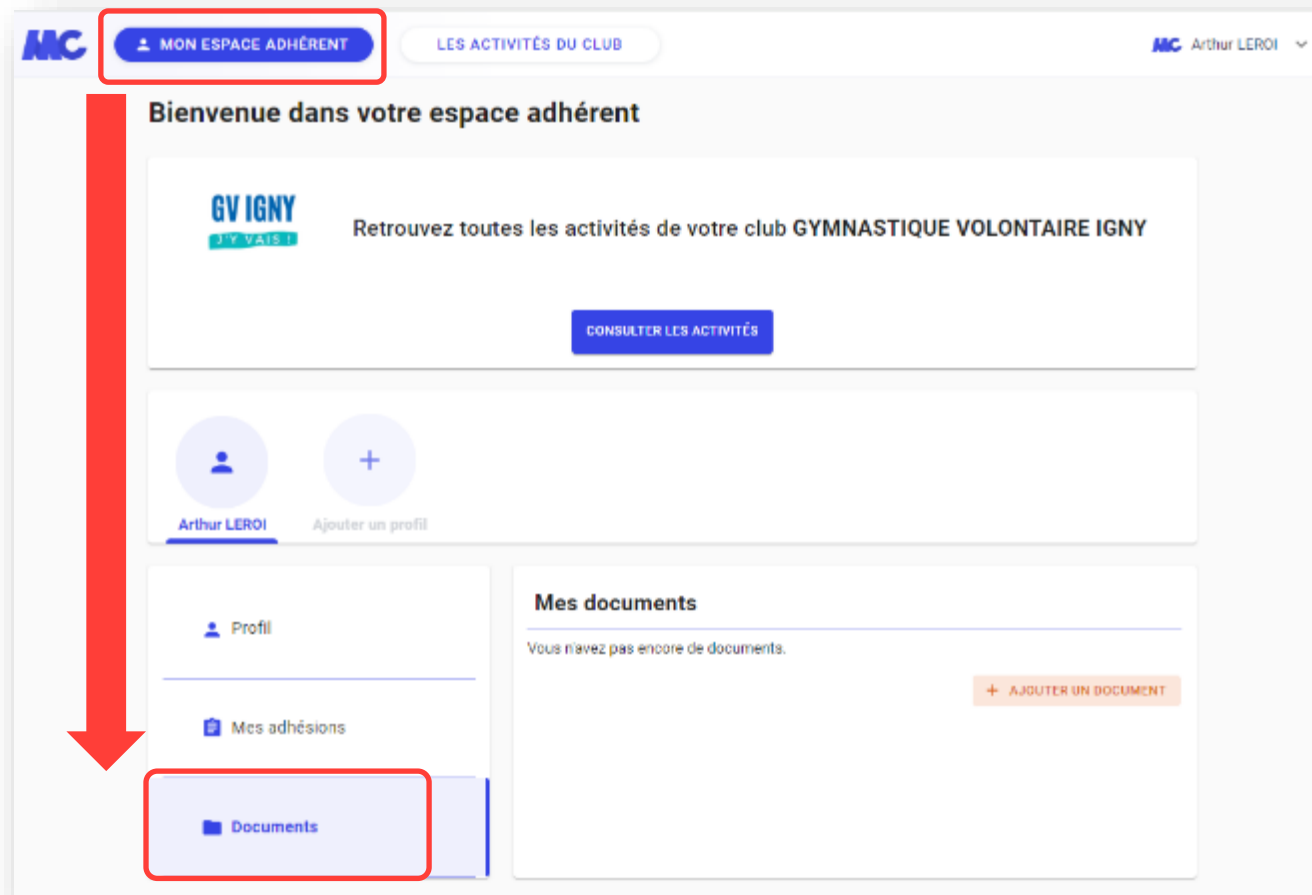 MC
MON ESPACE ADHÉRENT
LES ACTIVITÉS DU CLUB
MC Arthur LEROI
Bienvenue dans votre espace adhérent
GV IGNY
J'Y VAIS !
Retrouvez toutes les activités de votre club GYMNASTIQUE VOLONTAIRE IGNY
CONSULTER LES ACTIVITÉS
Arthur LEROI
Ajouter un profil
Profil
Mes adhésions
Documents
Mes documents
Vous n'avez pas encore de documents.
+ AJOUTER UN DOCUMENT